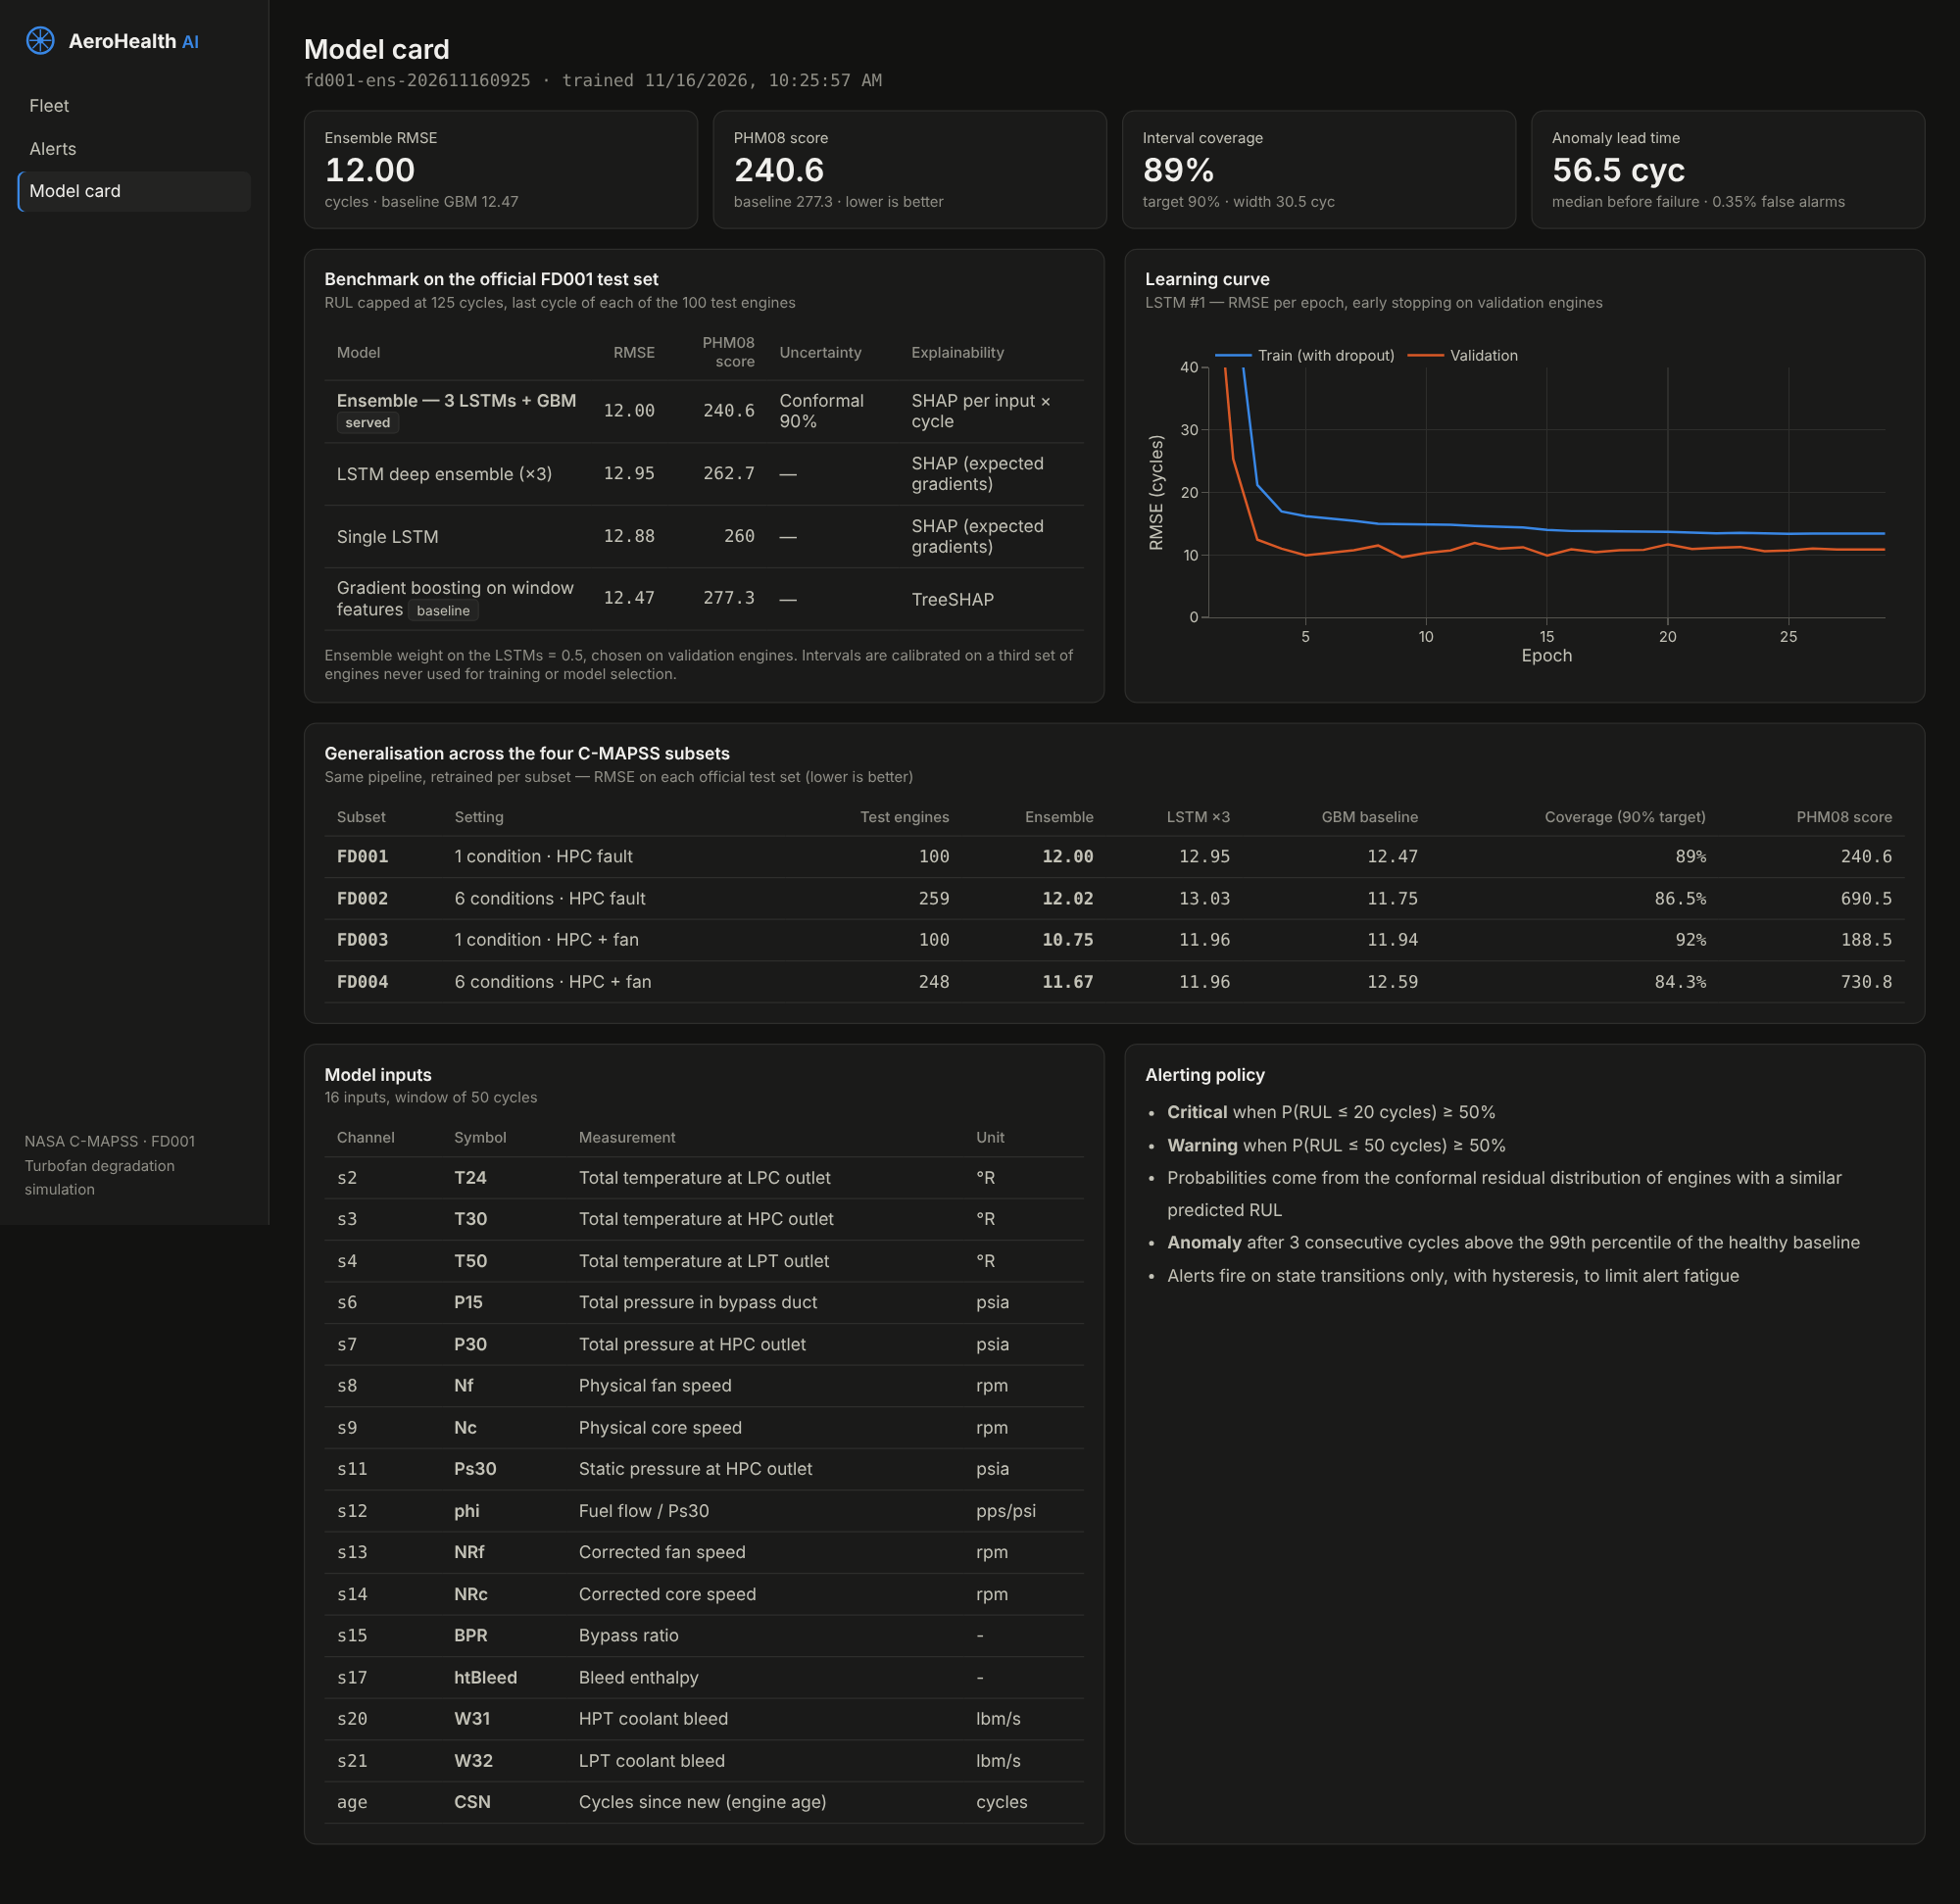 AeroHealth AI
Fleet
Alerts
Model card
NASA C-MAPSS · FD001
Turbofan degradation
simulation
Model card
fd001-ens-202611160925 · trained 11/16/2026, 10:25:57 AM
Ensemble RMSE
12.00
cycles · baseline GBM 12.47
PHM08 score
240.6
baseline 277.3 · lower is better
Interval coverage
89%
target 90% · width 30.5 cyc
Anomaly lead time
56.5 cyc
median before failure · 0.35% false alarms
Benchmark on the official FD001 test set
RUL capped at 125 cycles, last cycle of each of the 100 test engines
Model RMSE PHM08 score Uncertainty Explainability
Ensemble — 3 LSTMs + GBM served 12.00 240.6 Conformal 90% SHAP per input × cycle
LSTM deep ensemble (×3) 12.95 262.7 — SHAP (expected gradients)
Single LSTM 12.88 260 — SHAP (expected gradients)
Gradient boosting on window features baseline 12.47 277.3 — TreeSHAP
Ensemble weight on the LSTMs = 0.5, chosen on validation engines. Intervals are calibrated on a third set of
engines never used for training or model selection.
Learning curve
LSTM #1 — RMSE per epoch, early stopping on validation engines
Train (with dropout) Validation
RMSE (cycles)
40
30
20
10
0
5 10 15 20 25
Epoch
Generalisation across the four C-MAPSS subsets
Same pipeline, retrained per subset — RMSE on each official test set (lower is better)
Subset Setting Test engines Ensemble LSTM ×3 GBM baseline Coverage (90% target) PHM08 score
FD001 1 condition · HPC fault 100 12.00 12.95 12.47 89% 240.6
FD002 6 conditions · HPC fault 259 12.02 13.03 11.75 86.5% 690.5
FD003 1 condition · HPC + fan 100 10.75 11.96 11.94 92% 188.5
FD004 6 conditions · HPC + fan 248 11.67 11.96 12.59 84.3% 730.8
Model inputs
16 inputs, window of 50 cycles
Channel Symbol Measurement Unit
s2 T24 Total temperature at LPC outlet °R
s3 T30 Total temperature at HPC outlet °R
s4 T50 Total temperature at LPT outlet °R
s6 P15 Total pressure in bypass duct psia
s7 P30 Total pressure at HPC outlet psia
s8 Nf Physical fan speed rpm
s9 Nc Physical core speed rpm
s11 Ps30 Static pressure at HPC outlet psia
s12 phi Fuel flow / Ps30 pps/psi
s13 NRf Corrected fan speed rpm
s14 NRc Corrected core speed rpm
s15 BPR Bypass ratio -
s17 htBleed Bleed enthalpy -
s20 W31 HPT coolant bleed lbm/s
s21 W32 LPT coolant bleed lbm/s
age CSN Cycles since new (engine age) cycles
Alerting policy
• Critical when P(RUL ≤ 20 cycles) ≥ 50%
• Warning when P(RUL ≤ 50 cycles) ≥ 50%
• Probabilities come from the conformal residual distribution of engines with a similar
predicted RUL
• Anomaly after 3 consecutive cycles above the 99th percentile of the healthy baseline
• Alerts fire on state transitions only, with hysteresis, to limit alert fatigue